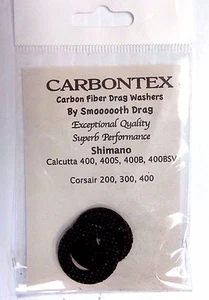 CARBONTEX
Carbon Fiber Drag Washers
By Smoooooth Drag
Exceptional Quality
Superb Performance
Shimano
Calcutta 400, 400S, 400B, 400BSV
Corsair 200, 300, 400